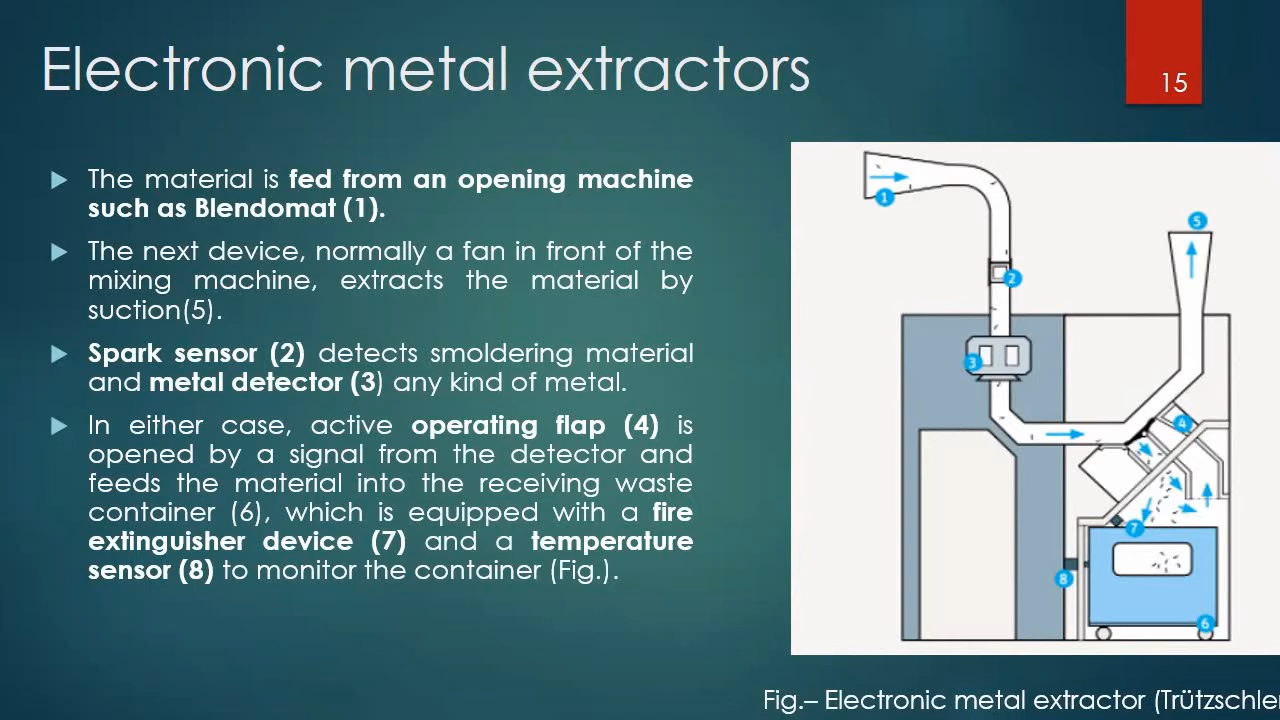 Electronic metal extractors
15
The material is fed from an opening machine
such as Blendomat (1).
The next device, normally a fan in front of the
mixing machine, extracts the material by
suction(5).
Spark sensor (2) detects smoldering material
and metal detector (3) any kind of metal.
In either case, active operating flap (4) is
opened by a signal from the detector and
feeds the material into the receiving waste
container (6), which is equipped with a fire
extinguisher device (7) and a temperature
sensor (8) to monitor the container (Fig.).
1
5
2
3
4
7
8
6
Fig.– Electronic metal extractor (Trützschler